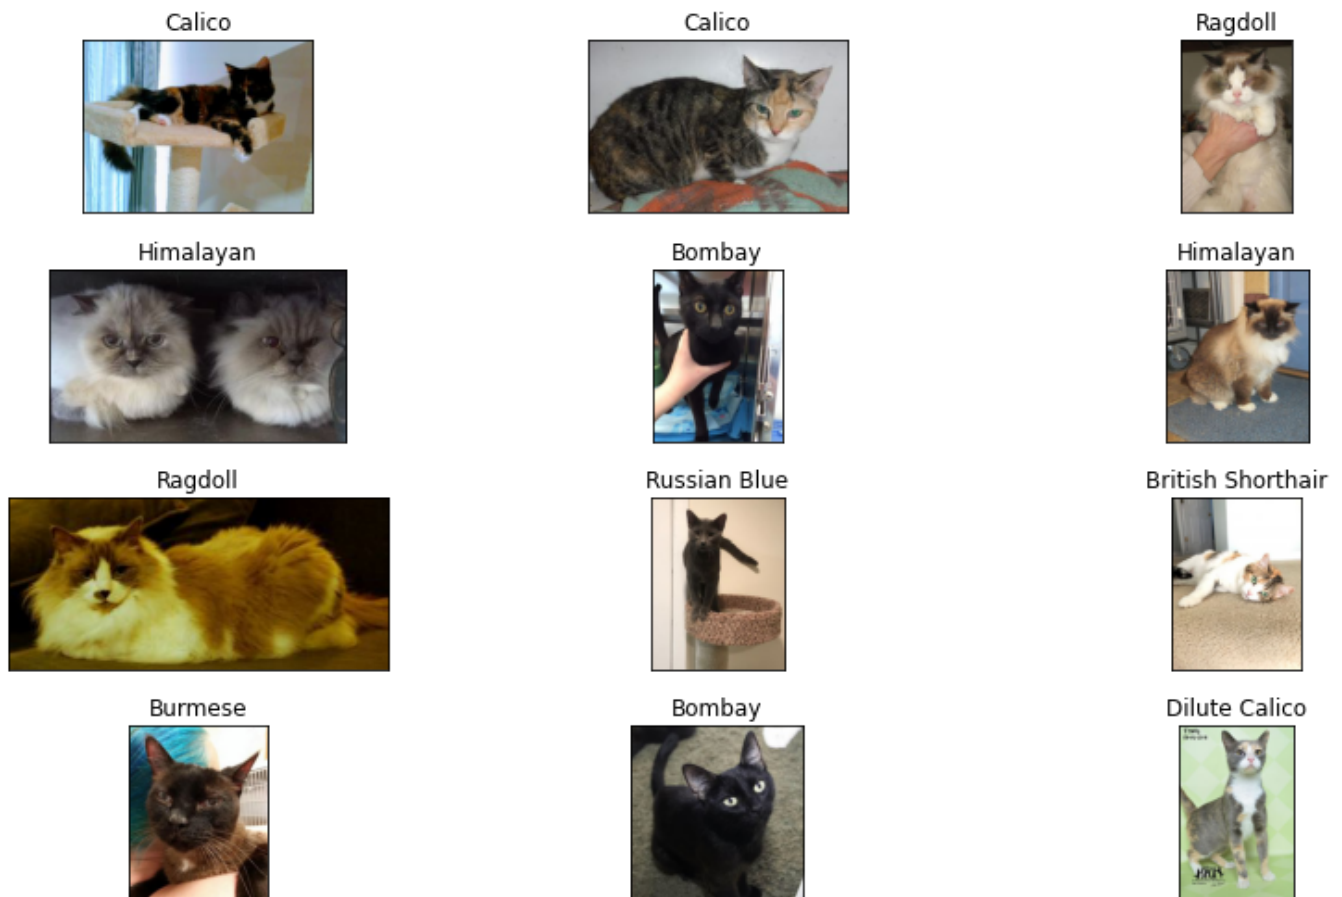 Calico
Calico
Ragdoll
Himalayan
Bombay
Himalayan
Ragdoll
Russian Blue
British Shorthair
Burmese
Bombay
Dilute Calico